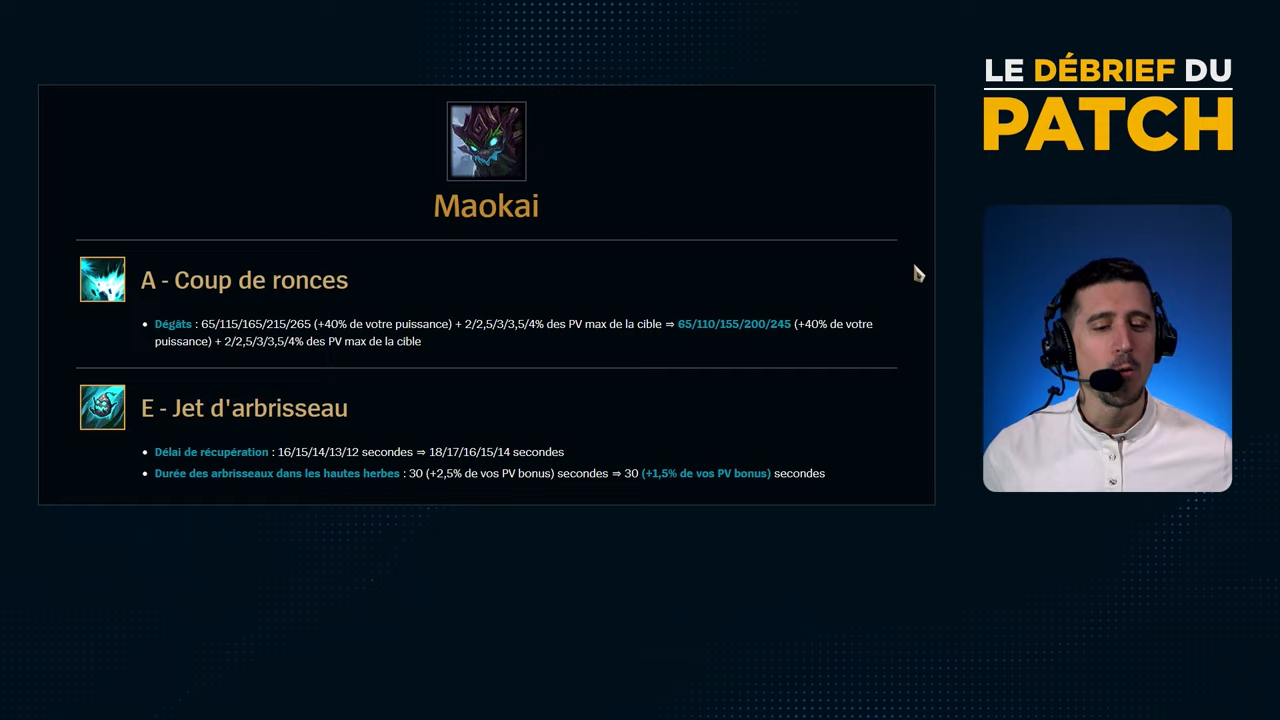 LE DÉBRIEF DU
PATCH
Maokai
A - Coup de ronces
• Dégâts : 65/115/165/215/265 (+40% de votre puissance) + 2/2,5/3/3,5/4% des PV max de la cible ⇒ 65/110/155/200/245 (+40% de votre
puissance) + 2/2,5/3/3,5/4% des PV max de la cible
E - Jet d'arbrisseau
• Délai de récupération : 16/15/14/13/12 secondes ⇒ 18/17/16/15/14 secondes
• Durée des arbrisseaux dans les hautes herbes : 30 (+2,5% de vos PV bonus) secondes ⇒ 30 (+1,5% de vos PV bonus) secondes